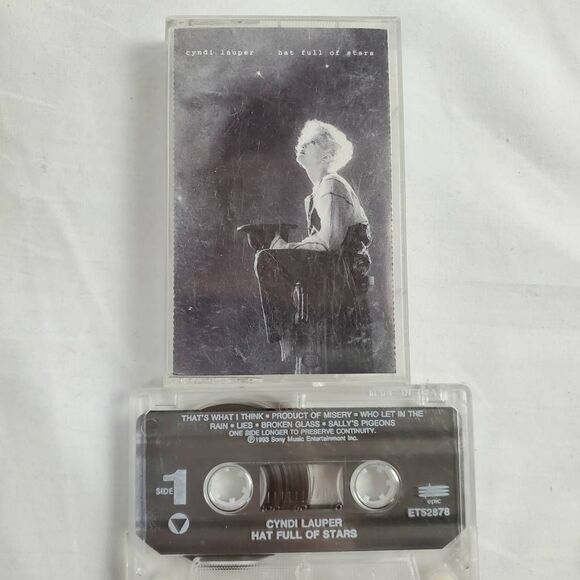 cyndi lauper hat full of stars
THAT'S WHAT I THINK • PRODUCT OF MISERY • WHO LET IN THE
RAIN • LIES • BROKEN GLASS • SALLY'S PIGEONS
ONE SIDE LONGER TO PRESERVE CONTINUITY.
℗1993 Sony Music Entertainment Inc.
SIDE 1
epic
ET52878
CYNDI LAUPER
HAT FULL OF STARS